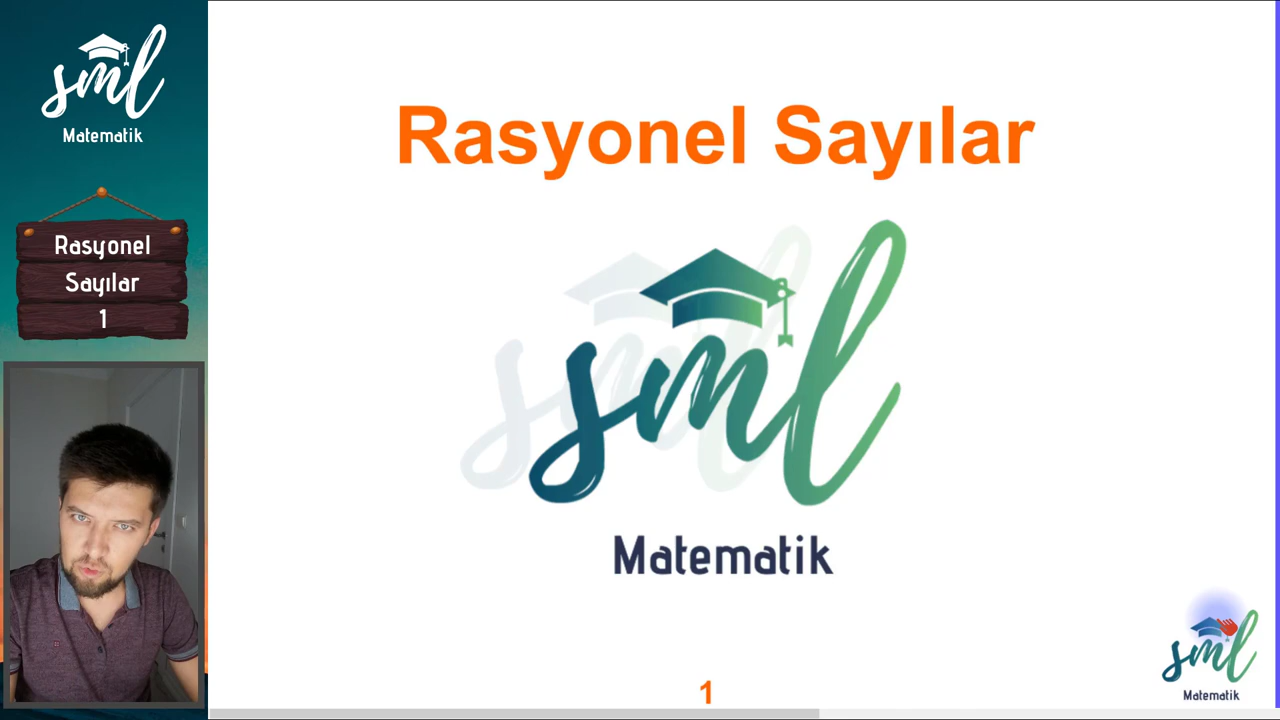 sml
Matematik
Rasyonel
Sayılar
1
Rasyonel Sayılar
sml
Matematik
1
sml
Matematik